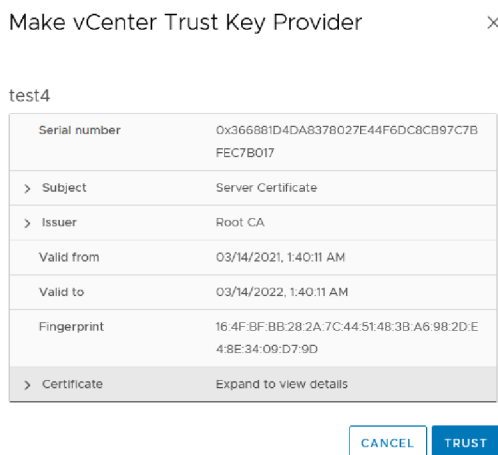 Make vCenter Trust Key Provider
test4
Serial number 0x366881D4DA8378027E44F6DC8CB97C7B
FEC7B017
Subject Server Certificate
Issuer Root CA
Valid from 03/14/2021, 1:40:11 AM
Valid to 03/14/2022, 1:40:11 AM
Fingerprint 16:4F:BF:BB:28:2A:7C:44:51:48:3B:A6:98:2D:E
4:8E:34:09:D7:9D
Certificate Expand to view details
CANCEL TRUST